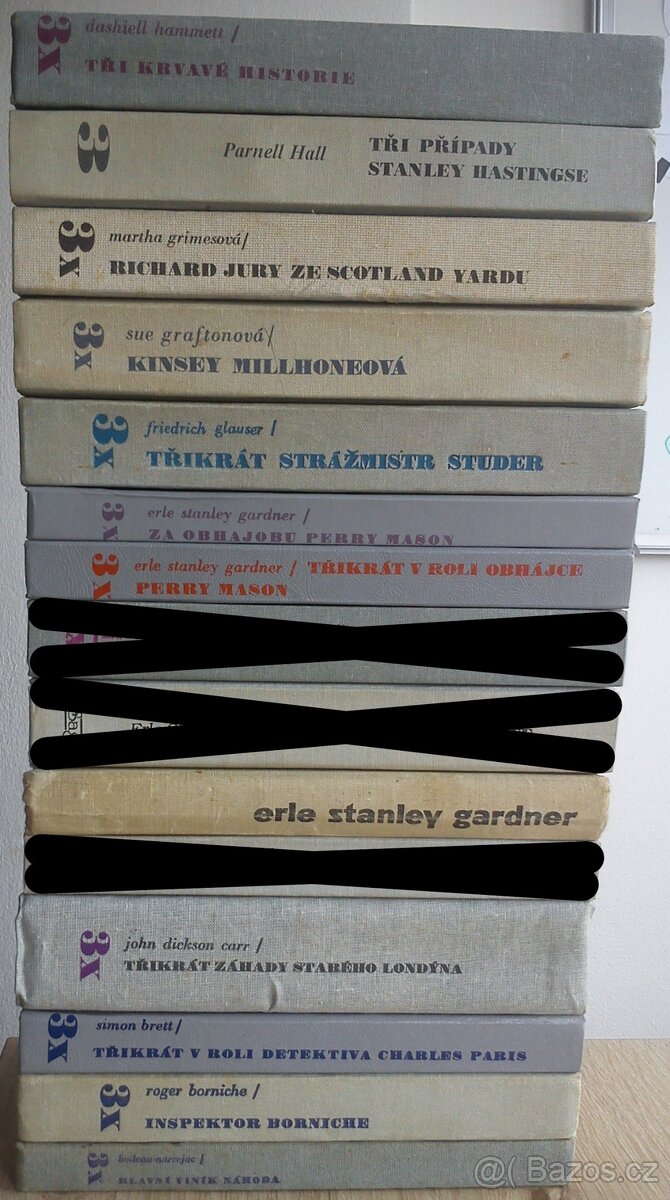 3x dashiell hammett /
TŘI KRVAVÉ HISTORIE
3 Parnell Hall TŘI PŘÍPADY
STANLEY HASTINGSE
3x martha grimesová /
RICHARD JURY ZE SCOTLAND YARDU
3x sue graftonová /
KINSEY MILLHONEOVÁ
3x friedrich glauser /
TŘIKRÁT STRÁŽMISTR STUDER
3x erle stanley gardner /
ZA OBHAJOBU PERRY MASON
3x erle stanley gardner / TŘIKRÁT V ROLI OBHÁJCE
PERRY MASON
erle stanley gardner
3x john dickson carr /
TŘIKRÁT ZÁHADY STARÉHO LONDÝNA
3x simon brett /
TŘIKRÁT V ROLI DETEKTIVA CHARLES PARIS
3x roger borniche /
INSPEKTOR BORNICHE
3x boileau-narcejac /
HLAVNÍ VINÍK NÁHODA
Bazos.cz